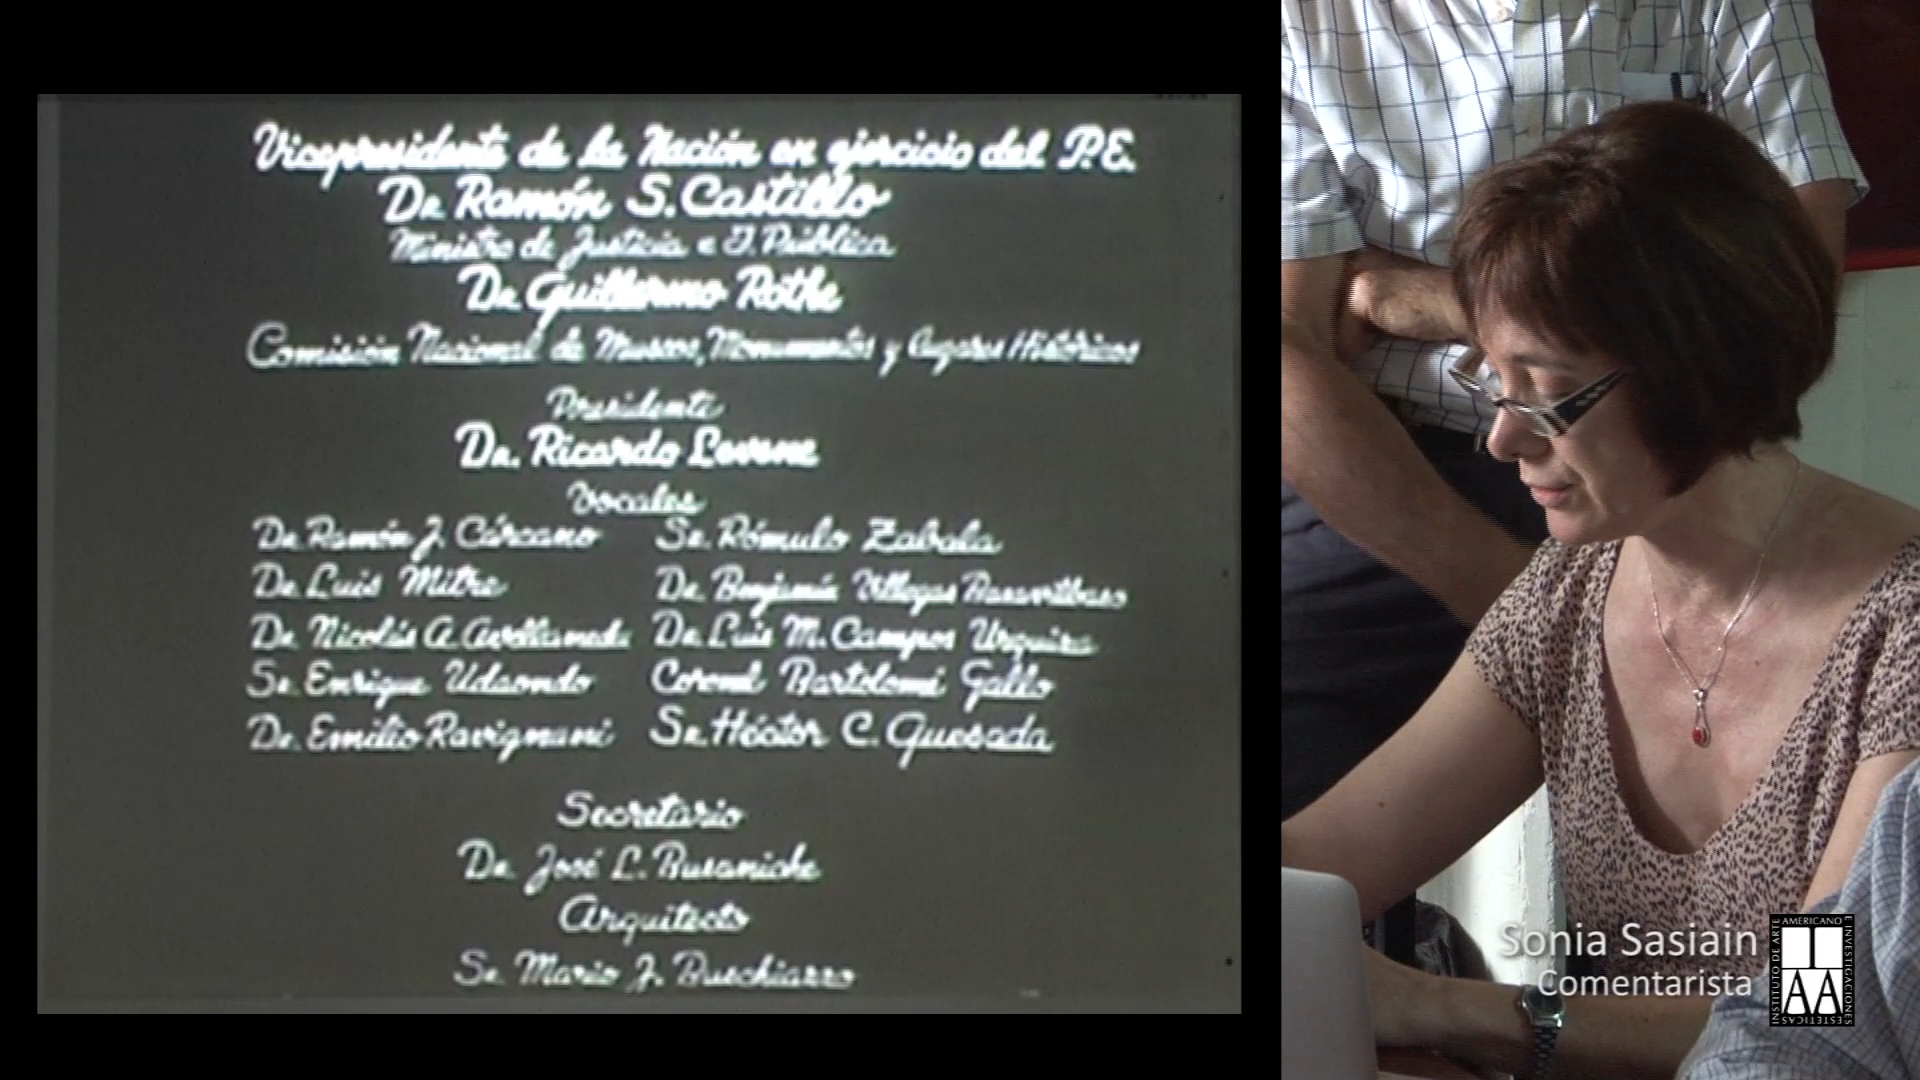 Vicepresidente de la Nación en ejercicio del P.E.
Dr. Ramón S. Castillo
Ministro de Justicia e I. Pública
Dr. Guillermo Rothe
Comisión Nacional de Museos, Monumentos y Lugares Históricos
Presidente
Dr. Ricardo Levene
Vocales
Dr. Ramón J. Cárcano Sr. Rómulo Zabala
Dr. Luis Mitre Dr. Benjamín Villegas Basavilbaso
Dr. Nicolás A. Avellaneda Dr. Luis M. Campos Urquiza
Sr. Enrique Udaondo Coronel Bartolomé Gallo
Dr. Emilio Ravignani Sr. Héctor C. Quesada
Secretario
Dr. José L. Busaniche
Arquitecto
Sr. Mario J. Buschiazzo
Sonia Sasiain
Comentarista
INSTITUTO DE ARTE
AMERICANO
E INVESTIGACIONES
ESTETICAS
IAA